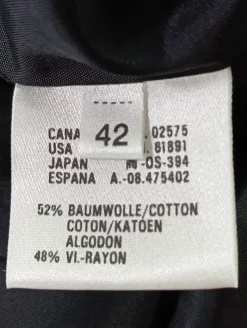 42
CANA 02575
USA 81891
JAPAN -OS-394
ESPANA A.-08.475402
52% BAUMWOLLE/COTTON
COTON/KATOEN
ALGODON
48% VI.-RAYON